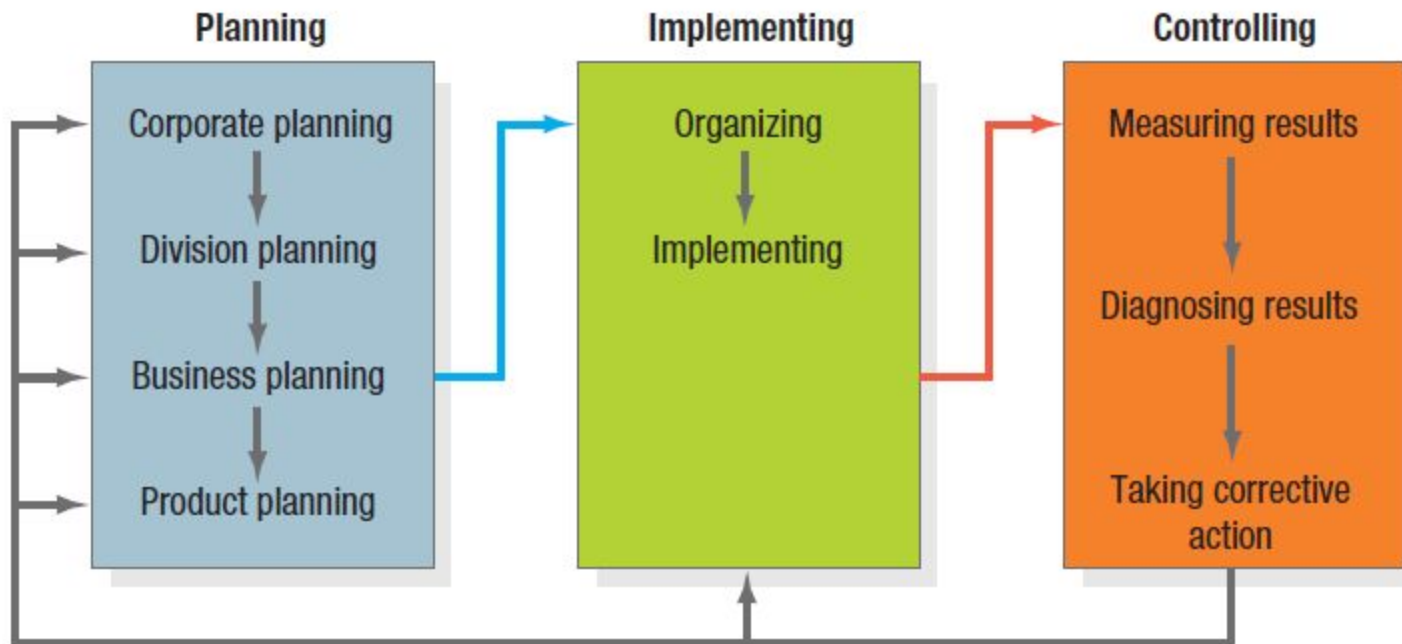 Planning
Implementing
Controlling
Corporate planning
Division planning
Business planning
Product planning
Organizing
Implementing
Measuring results
Diagnosing results
Taking corrective
action